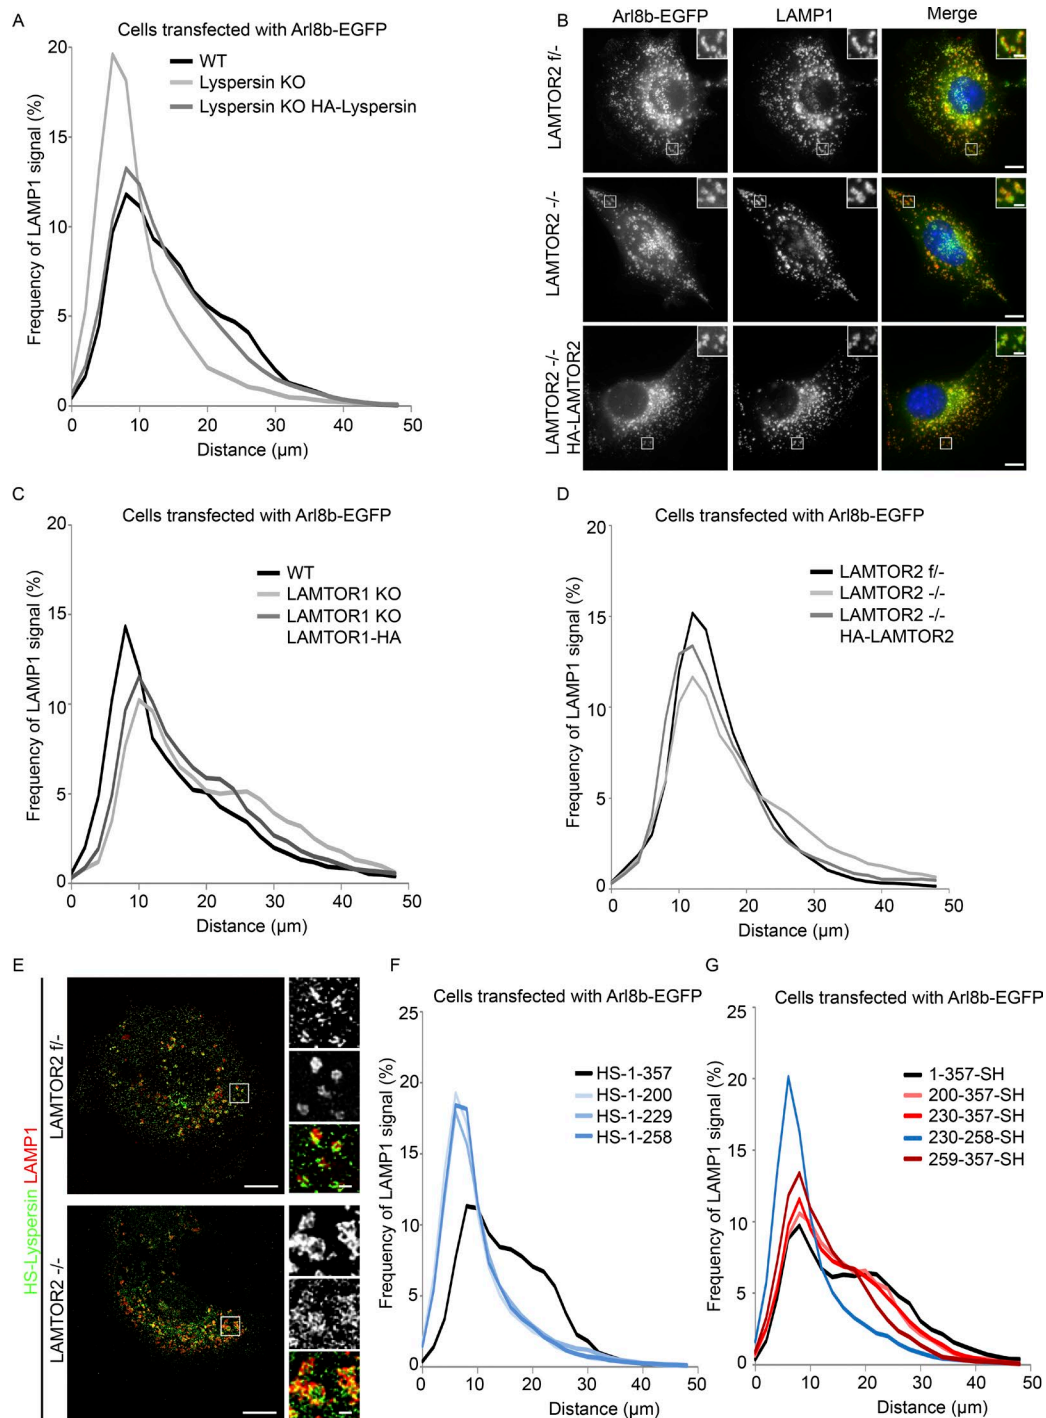 A
Cells transfected with Arl8b-EGFP
WT
Lyspersin KO
Lyspersin KO HA-Lyspersin
Frequency of LAMP1 signal (%)
20
15
10
5
0
0 10 20 30 40 50
Distance (µm)
B
Arl8b-EGFP LAMP1 Merge
LAMTOR2 f/-
LAMTOR2 -/-
LAMTOR2 -/-
HA-LAMTOR2
C
Cells transfected with Arl8b-EGFP
WT
LAMTOR1 KO
LAMTOR1 KO
LAMTOR1-HA
Frequency of LAMP1 signal (%)
20
15
10
5
0
0 10 20 30 40 50
Distance (µm)
D
Cells transfected with Arl8b-EGFP
LAMTOR2 f/-
LAMTOR2 -/-
LAMTOR2 -/-
HA-LAMTOR2
Frequency of LAMP1 signal (%)
20
15
10
5
0
0 10 20 30 40 50
Distance (µm)
E
HS-Lyspersin LAMP1
LAMTOR2 f/-
LAMTOR2 -/-
F
Cells transfected with Arl8b-EGFP
HS-1-357
HS-1-200
HS-1-229
HS-1-258
Frequency of LAMP1 signal (%)
25
20
15
10
5
0
0 10 20 30 40 50
Distance (µm)
G
Cells transfected with Arl8b-EGFP
1-357-SH
200-357-SH
230-357-SH
230-258-SH
259-357-SH
Frequency of LAMP1 signal (%)
25
20
15
10
5
0
0 10 20 30 40 50
Distance (µm)